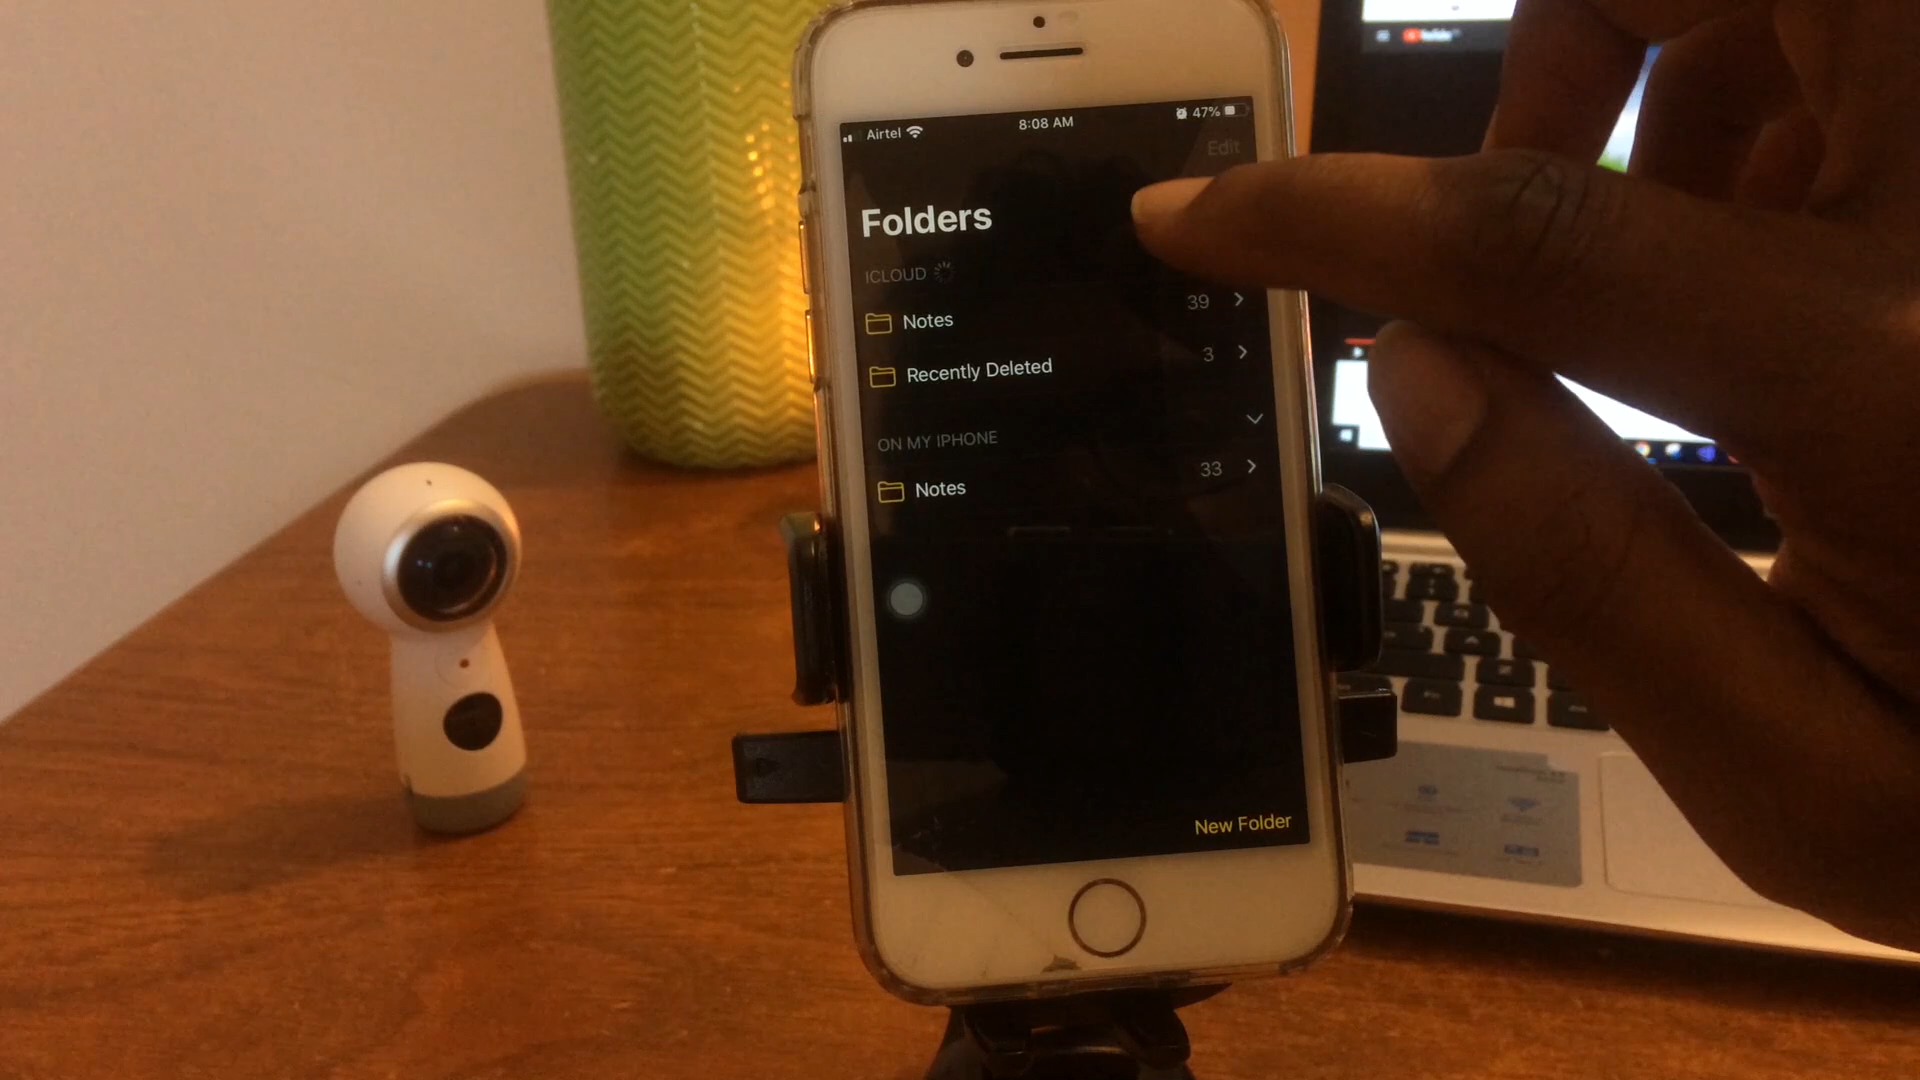 Airtel 8:08 AM 47%
Edit
Folders
ICLOUD
Notes 39
Recently Deleted 3
ON MY IPHONE
Notes 33
New Folder
YouTube